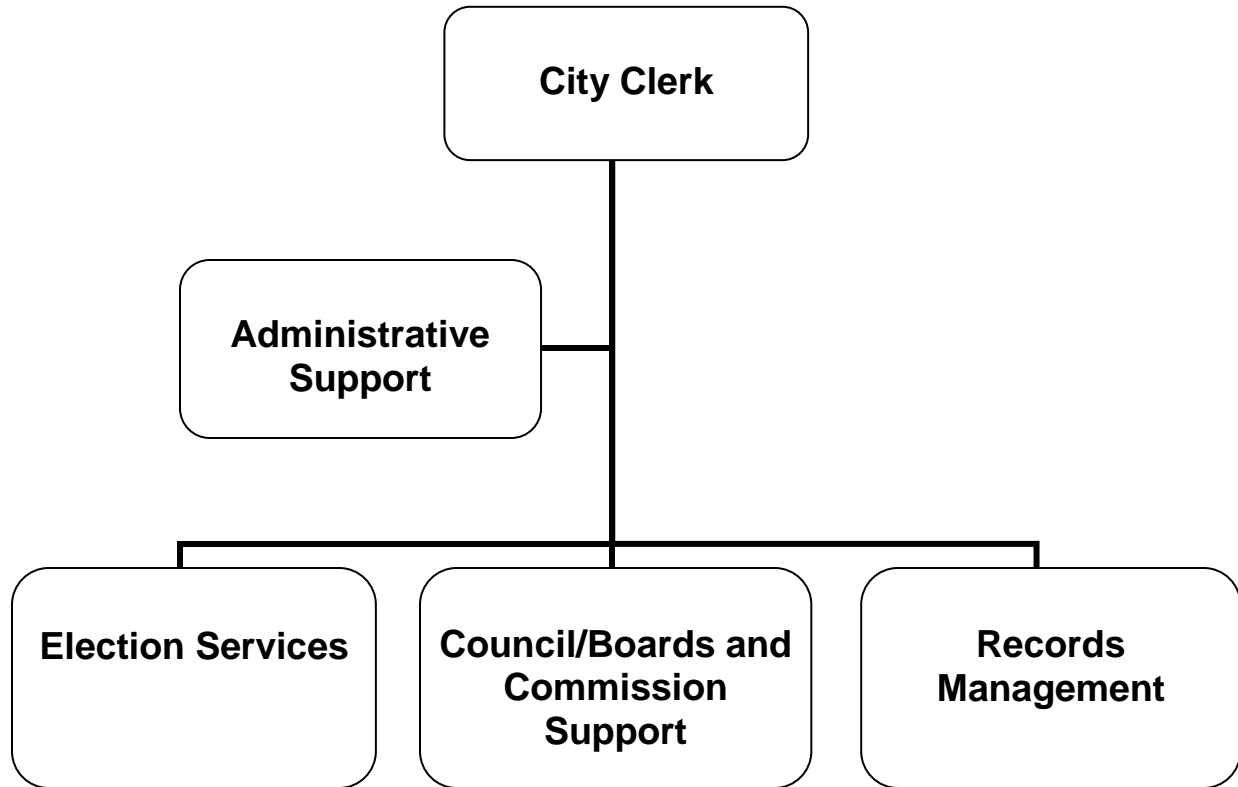 City Clerk
Administrative
Support
Election Services
Council/Boards and
Commission
Support
Records
Management